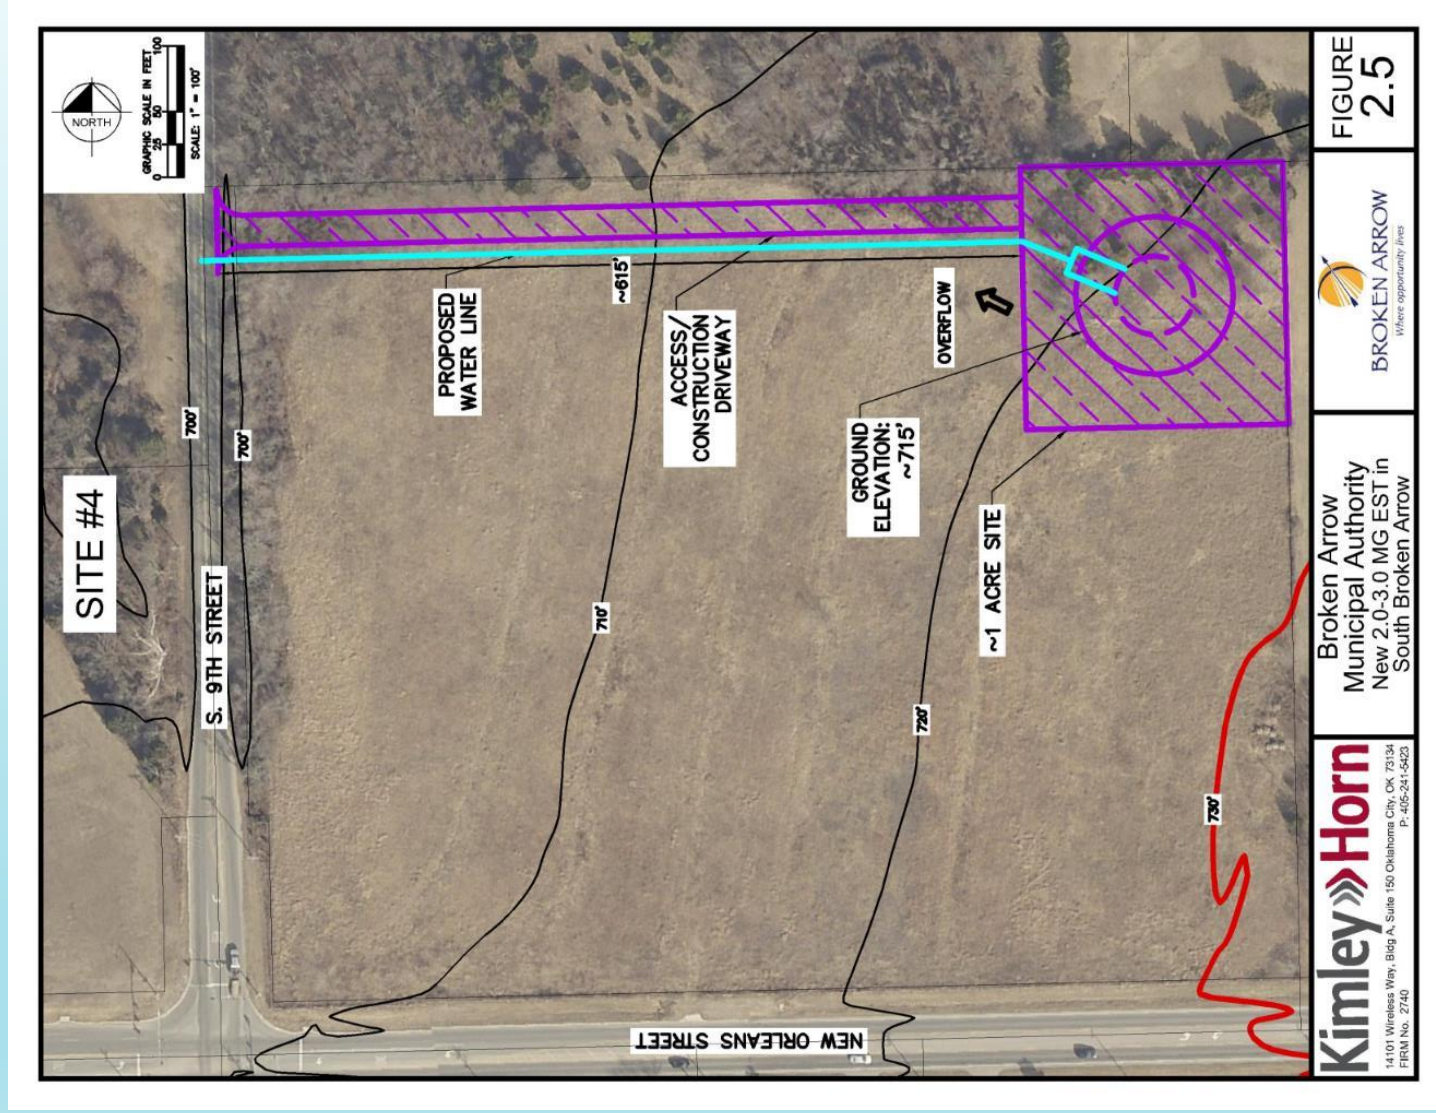 SITE #4
NORTH
GRAPHIC SCALE IN FEET
0 25 50 100
SCALE: 1" = 100'
700'
700'
S. 9TH STREET
PROPOSED
WATER LINE
~615'
ACCESS/
CONSTRUCTION
DRIVEWAY
710'
OVERFLOW
GROUND
ELEVATION:
~715'
~1 ACRE SITE
720'
730'
NEW ORLEANS STREET
Kimley»Horn
14101 Wireless Way, Bldg A, Suite 150 Oklahoma City, OK 73134
FIRM No. 2740 P: 405-241-5423
Broken Arrow
Municipal Authority
New 2.0-3.0 MG EST in
South Broken Arrow
BROKEN ARROW
Where opportunity lives
FIGURE
2.5